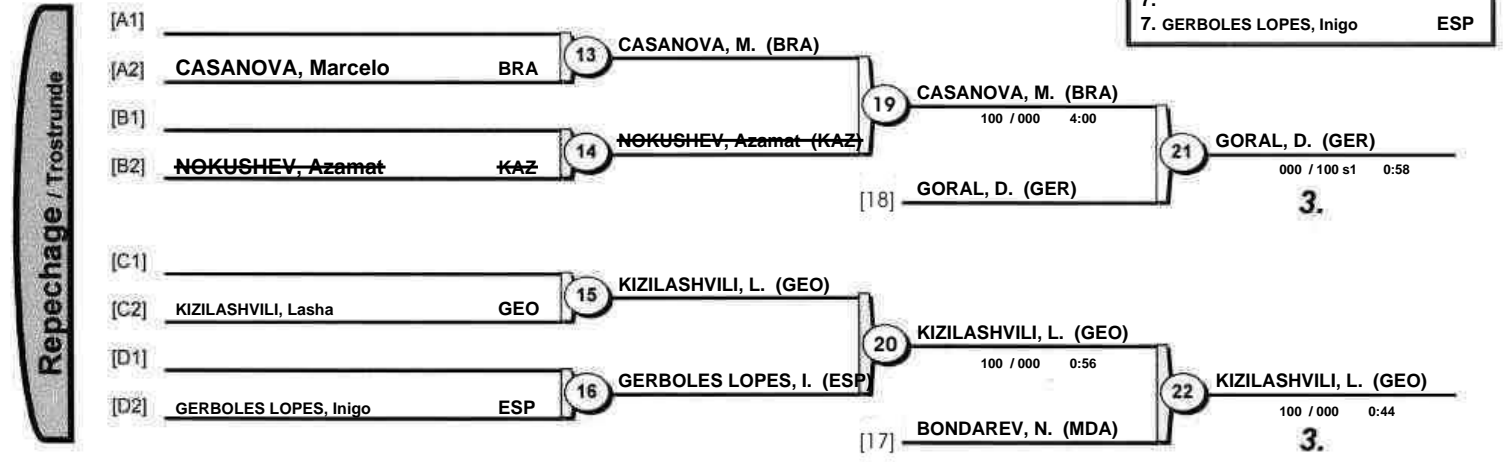 7.
7. GERBOLES LOPES, Inigo ESP
Repechage / Trostrunde
[A1]
[A2] CASANOVA, Marcelo BRA
13 CASANOVA, M. (BRA)
[B1]
[B2] NOKUSHEV, Azamat KAZ
14 NOKUSHEV, Azamat (KAZ)
19 CASANOVA, M. (BRA)
100 / 000 4:00
[18] GORAL, D. (GER)
21 GORAL, D. (GER)
000 / 100 s1 0:58
3.
[C1]
[C2] KIZILASHVILI, Lasha GEO
15 KIZILASHVILI, L. (GEO)
[D1]
[D2] GERBOLES LOPES, Inigo ESP
16 GERBOLES LOPES, I. (ESP)
20 KIZILASHVILI, L. (GEO)
100 / 000 0:56
[17] BONDAREV, N. (MDA)
22 KIZILASHVILI, L. (GEO)
100 / 000 0:44
3.